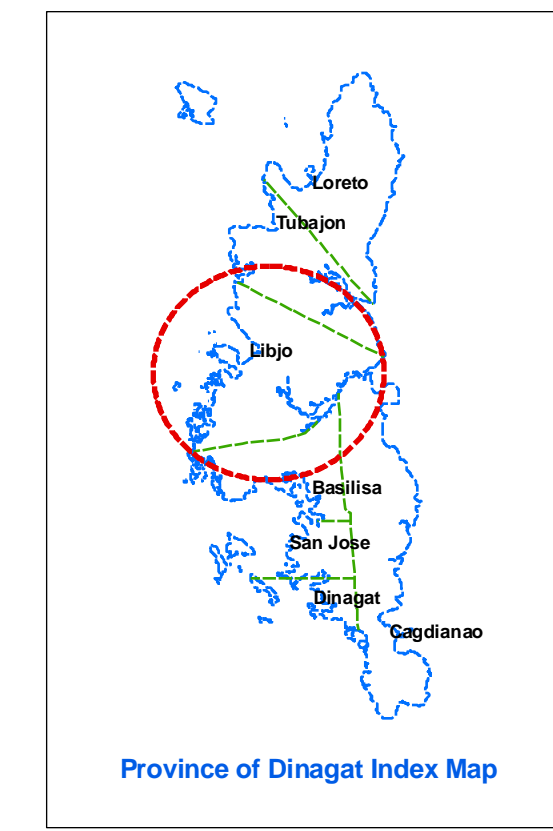 Loreto
Tubajon
Libjo
Basilisa
San Jose
Dinagat
Cagdianao
Province of Dinagat Index Map